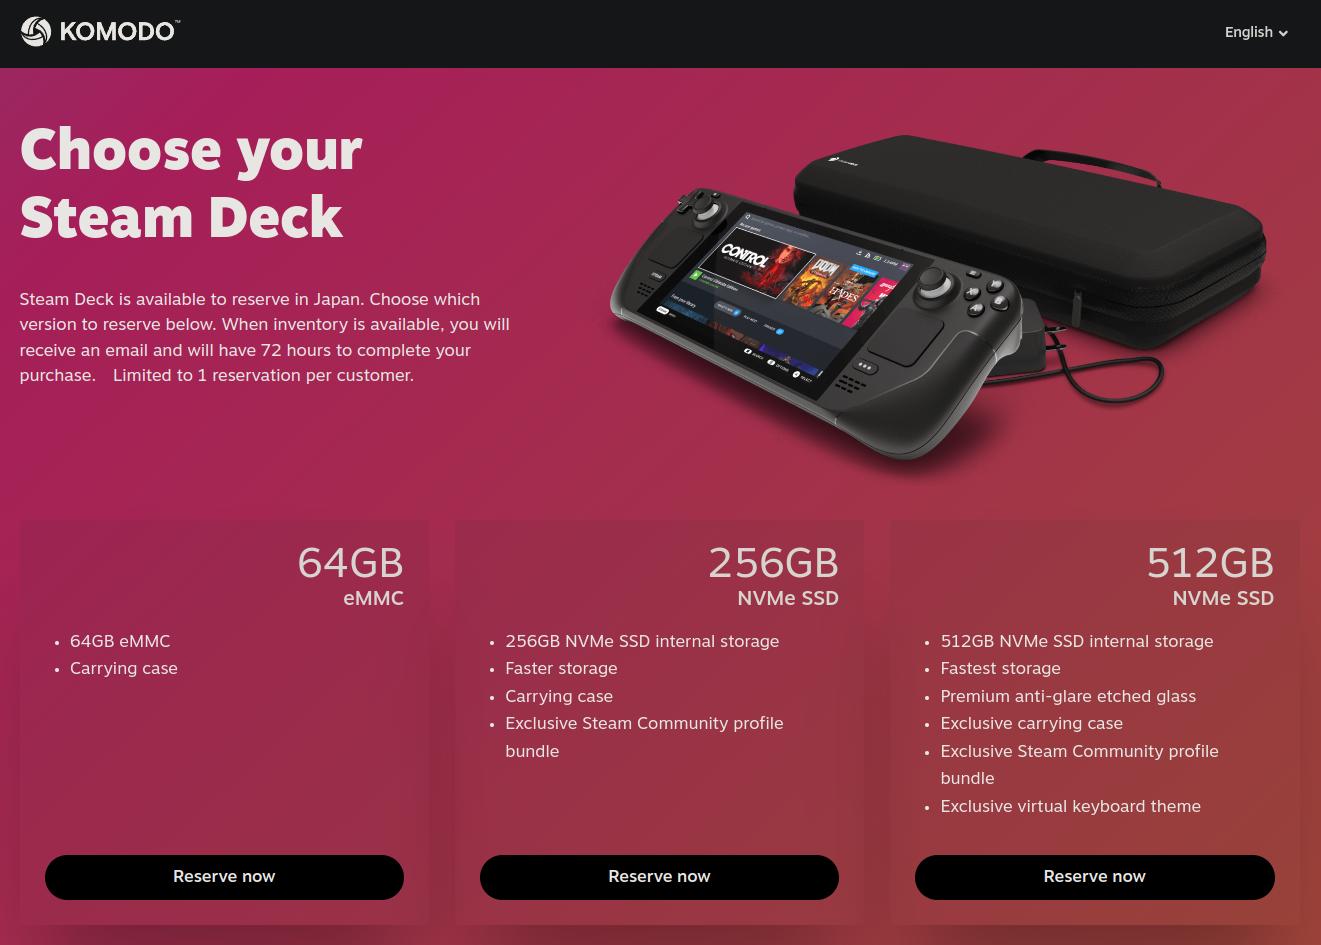 KOMODO™
English
Choose your
Steam Deck
Steam Deck is available to reserve in Japan. Choose which
version to reserve below. When inventory is available, you will
receive an email and will have 72 hours to complete your
purchase. Limited to 1 reservation per customer.
CONTROL
DOOM
HADES
64GB
eMMC
• 64GB eMMC
• Carrying case
Reserve now
256GB
NVMe SSD
• 256GB NVMe SSD internal storage
• Faster storage
• Carrying case
• Exclusive Steam Community profile
bundle
Reserve now
512GB
NVMe SSD
• 512GB NVMe SSD internal storage
• Fastest storage
• Premium anti-glare etched glass
• Exclusive carrying case
• Exclusive Steam Community profile
bundle
• Exclusive virtual keyboard theme
Reserve now